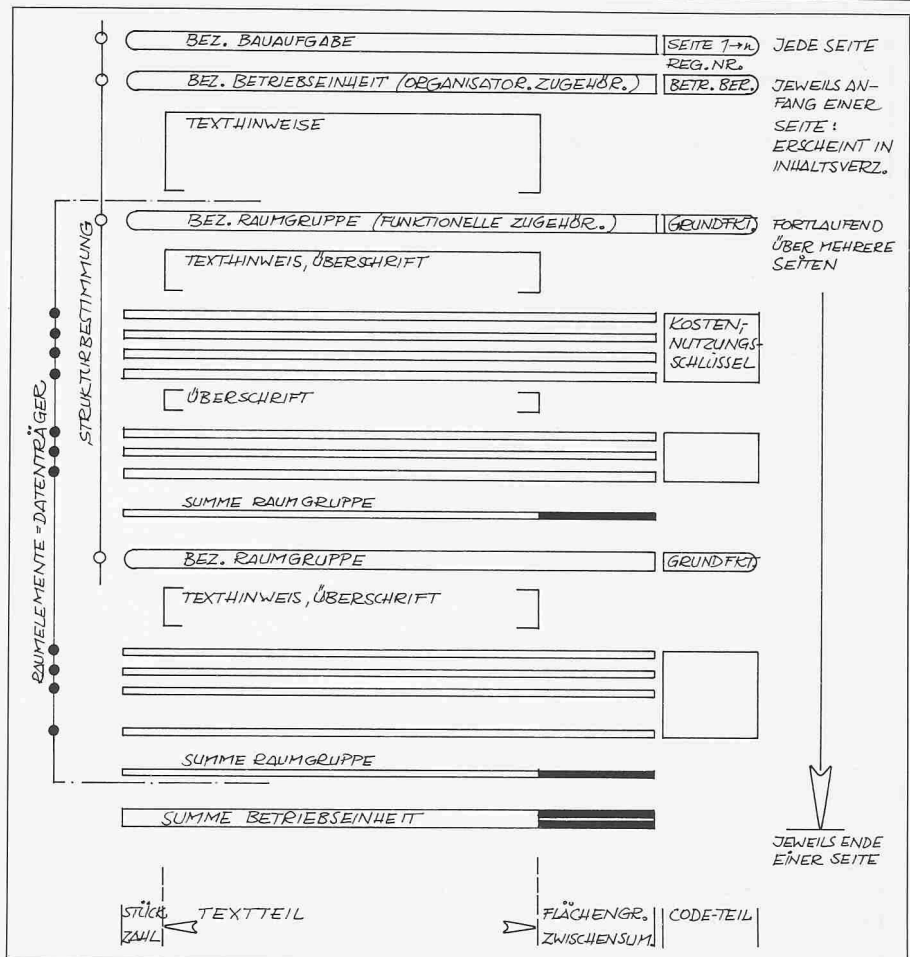 BEZ. BAUAUFGABE
SEITE 1→n
JEDE SEITE
REG.NR.
BEZ. BETRIEBSEINHEIT (ORGANISATOR. ZUGEHÖR.)
BETR. BER.
JEWEILS AN-
FANG EINER
SEITE:
ERSCHEINT IN
INHALTSVERZ.
TEXTHINWEISE
BEZ. RAUMGRUPPE (FUNKTIONELLE ZUGEHÖR.)
GRUNDFKT.
FORTLAUFEND
ÜBER MEHRERE
SEITEN
TEXTHINWEIS, ÜBERSCHRIFT
KOSTEN,
NUTZUNGS-
SCHLÜSSEL
ÜBERSCHRIFT
SUMME RAUMGRUPPE
BEZ. RAUMGRUPPE
GRUNDFKT.
TEXTHINWEIS, ÜBERSCHRIFT
SUMME RAUMGRUPPE
SUMME BETRIEBSEINHEIT
JEWEILS ENDE
EINER SEITE
STRUKTURBESTIMMUNG
RAUMELEMENTE = DATENTRÄGER
STÜCK
ZAHL
TEXTTEIL
FLÄCHENGR.
ZWISCHENSUM.
CODE-TEIL